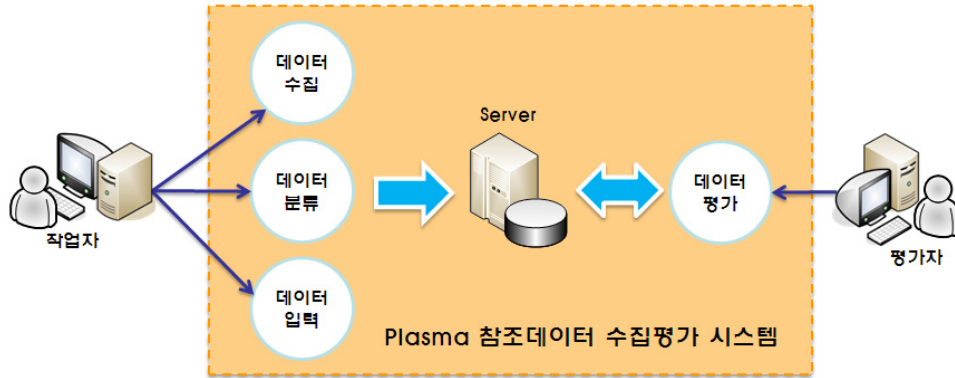 데이터
수집
Server
데이터
분류
데이터
평가
작업자
평가자
데이터
입력
Plasma 참조데이터 수집평가 시스템